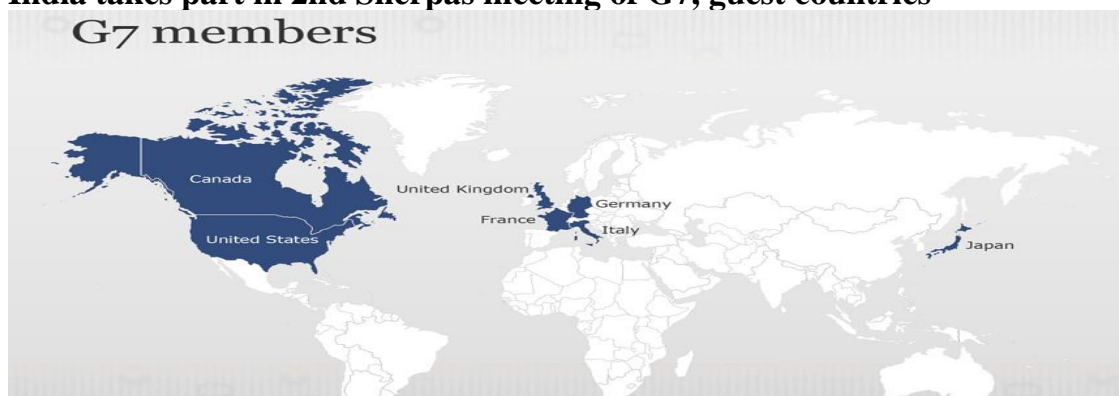 India takes part in 2nd Sherpas meeting of G7, guest countries
G7 members
Canada
United Kingdom
Germany
France
Italy
United States
Japan